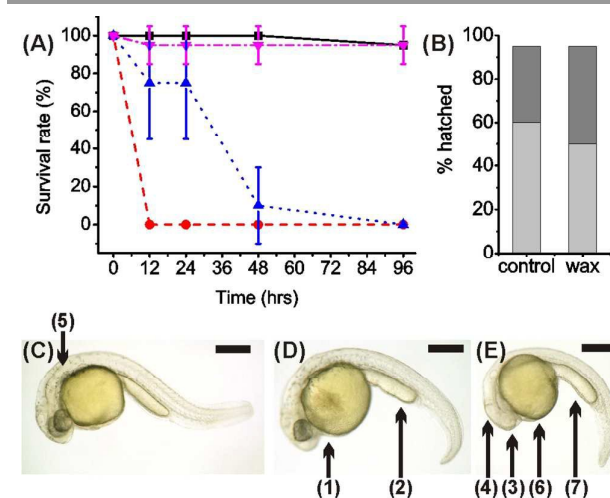 (A)
Survival rate (%)
100
80
60
40
20
0
0 12 24 36 48 60 72 84 96
Time (hrs)
(B)
% hatched
100
80
60
40
20
0
control wax
(5)
(C)
(D)
(E)
(1)
(2)
(4) (3) (6) (7)